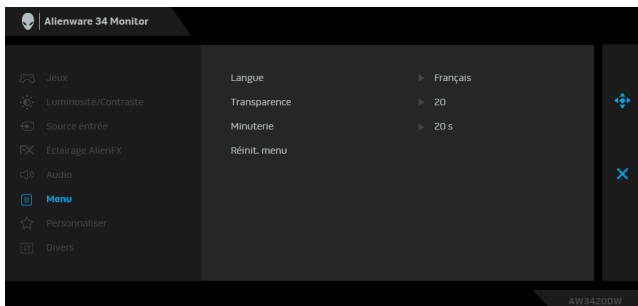 Alienware 34 Monitor
Jeux
Luminosité/Contraste
Source entrée
Éclairage AlienFX
Audio
Menu
Personnaliser
Divers
Langue Français
Transparence 20
Minuterie 20 s
Réinit. menu
AW3420DW